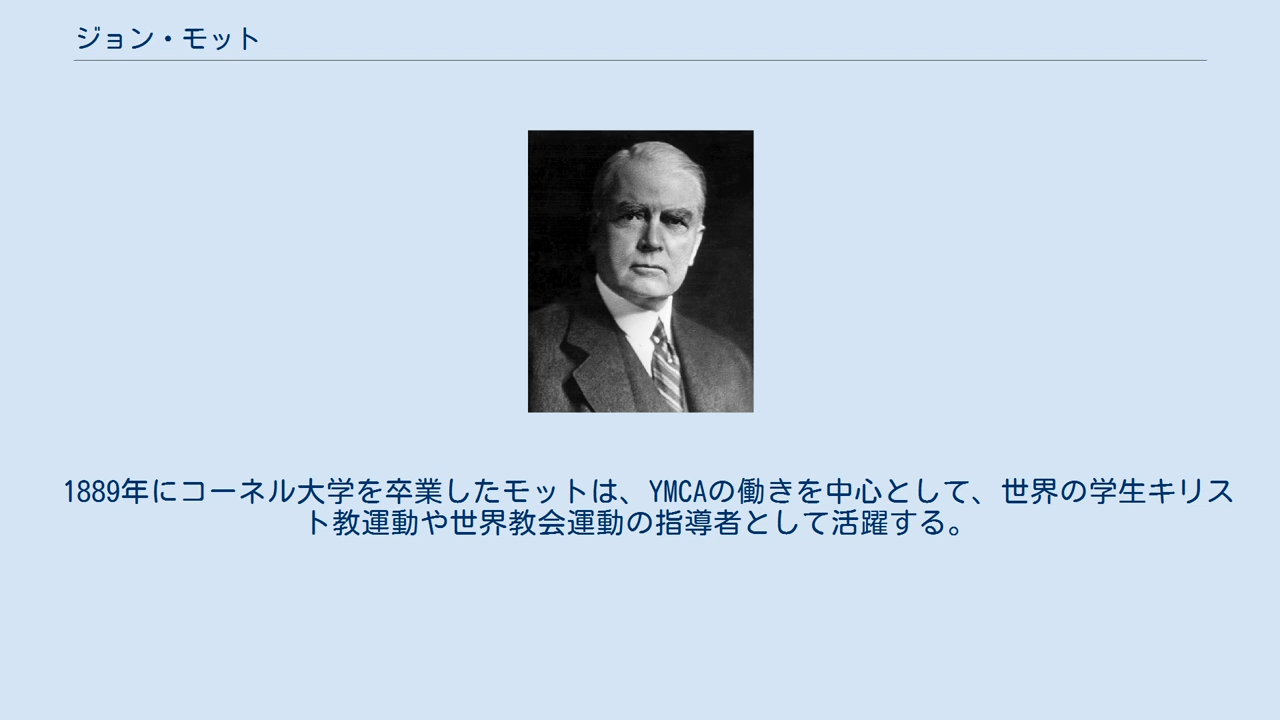 ジョン・モット
1889年にコーネル大学を卒業したモットは、YMCAの働きを中心として、世界の学生キリス
ト教運動や世界教会運動の指導者として活躍する。